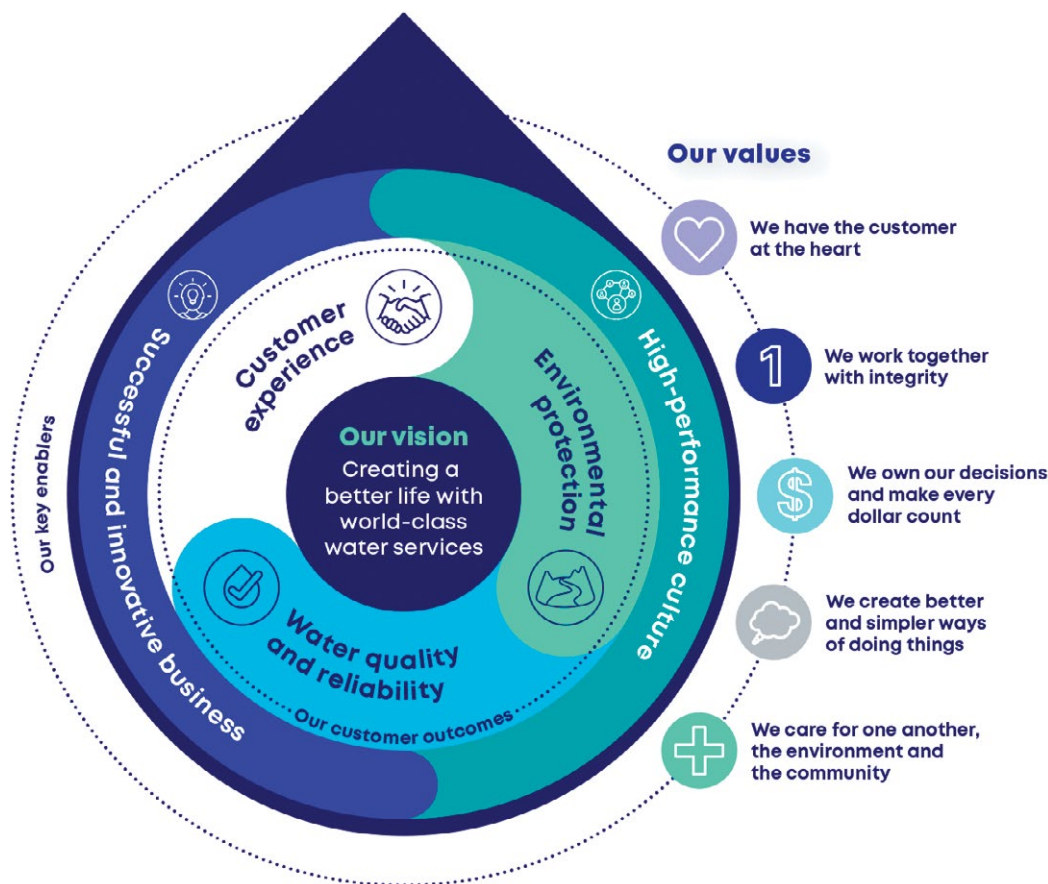 Our values
We have the customer
at the heart
1
We work together
with integrity
$
We own our decisions
and make every
dollar count
We create better
and simpler ways
of doing things
We care for one another,
the environment and
the community
Our key enablers
Successful and innovative business
High-performance culture
Customer
experience
Environmental
protection
Water quality
and reliability
Our customer outcomes
Our vision
Creating a
better life with
world-class
water services